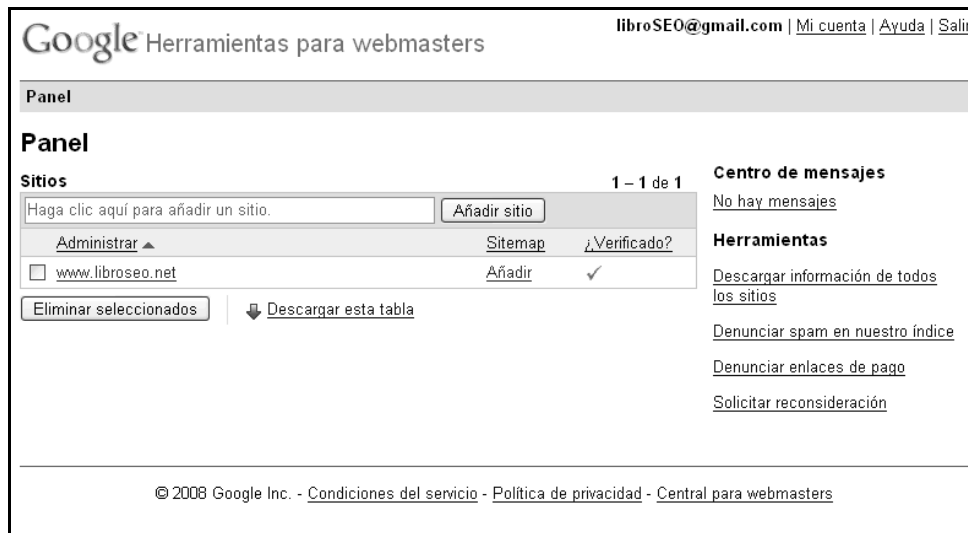 Google Herramientas para webmasters
libroSEO@gmail.com | Mi cuenta | Ayuda | Salir
Panel
Panel
Sitios
1 – 1 de 1
Haga clic aquí para añadir un sitio.
Añadir sitio
Administrar Sitemap ¿Verificado?
www.libroseo.net Añadir
Eliminar seleccionados
Descargar esta tabla
Centro de mensajes
No hay mensajes
Herramientas
Descargar información de todos
los sitios
Denunciar spam en nuestro índice
Denunciar enlaces de pago
Solicitar reconsideración
© 2008 Google Inc. - Condiciones del servicio - Política de privacidad - Central para webmasters